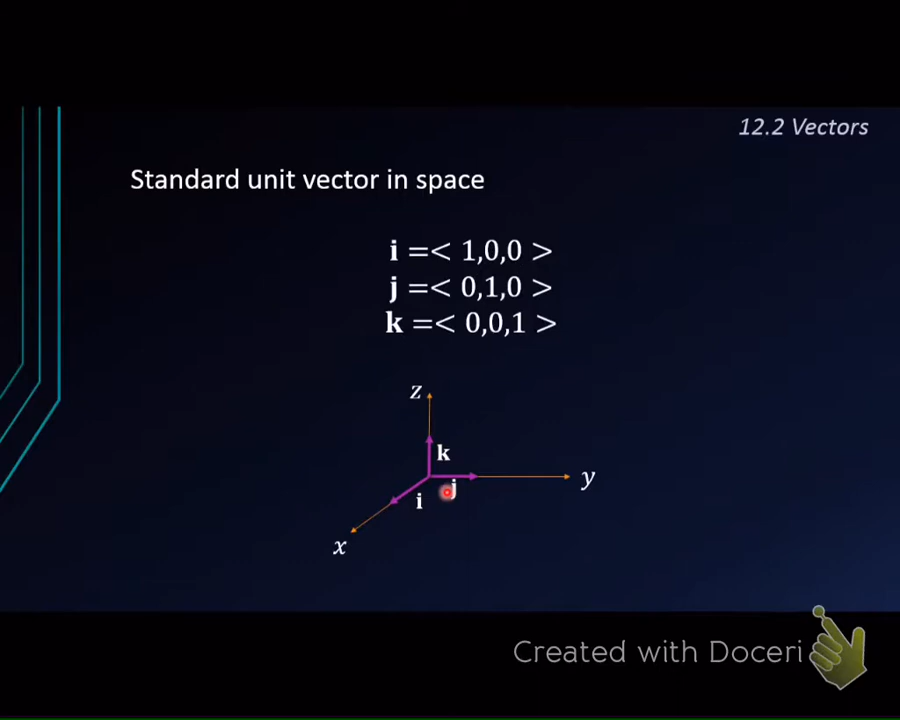 12.2 Vectors
Standard unit vector in space
i =< 1,0,0 >
j =< 0,1,0 >
k =< 0,0,1 >
z
k
y
j
i
x
Created with Doceri